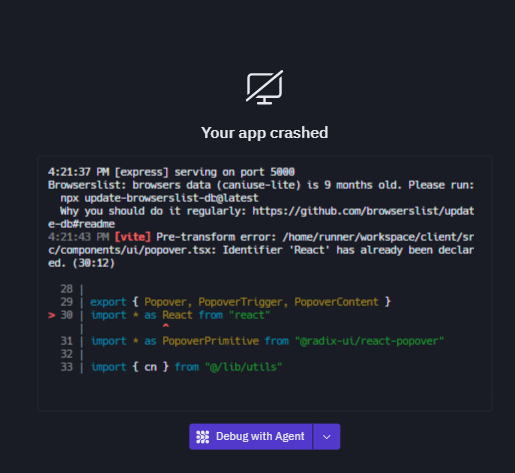 Your app crashed
4:21:37 PM [express] serving on port 5000
Browserslist: browsers data (caniuse-lite) is 9 months old. Please run:
  npx update-browserslist-db@latest
  Why you should do it regularly: https://github.com/browserslist/updat
e-db#readme
4:21:43 PM [vite] Pre-transform error: /home/runner/workspace/client/sr
c/components/ui/popover.tsx: Identifier 'React' has already been declar
ed. (30:12)
  28 |
  29 | export { Popover, PopoverTrigger, PopoverContent }
> 30 | import * as React from "react"
     |             ^
  31 | import * as PopoverPrimitive from "@radix-ui/react-popover"
  32 |
  33 | import { cn } from "@/lib/utils"
Debug with Agent